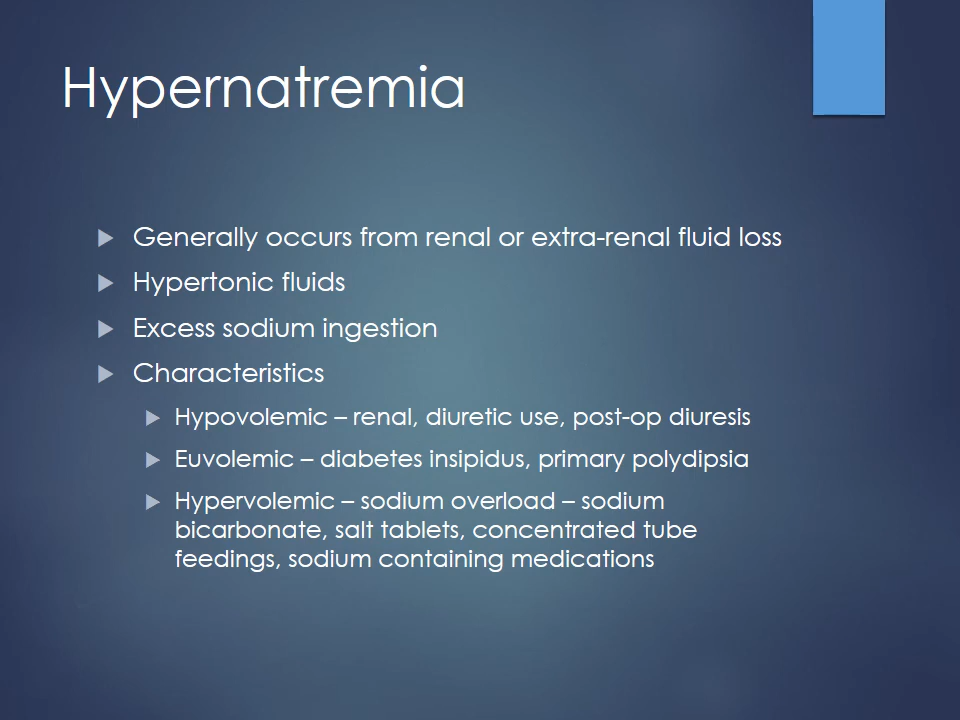 Hypernatremia
Generally occurs from renal or extra-renal fluid loss
Hypertonic fluids
Excess sodium ingestion
Characteristics
Hypovolemic – renal, diuretic use, post-op diuresis
Euvolemic – diabetes insipidus, primary polydipsia
Hypervolemic – sodium overload – sodium
bicarbonate, salt tablets, concentrated tube
feedings, sodium containing medications